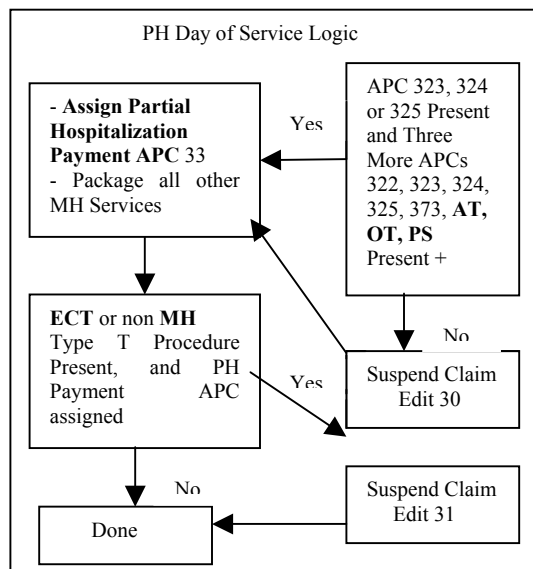 PH Day of Service Logic
- Assign Partial
Hospitalization
Payment APC 33
- Package all other
MH Services
Yes
APC 323, 324
or 325 Present
and Three
More APCs
322, 323, 324,
325, 373, AT,
OT, PS
Present +
No
ECT or non MH
Type T Procedure
Present, and PH
Payment APC
assigned
Yes
Suspend Claim
Edit 30
No
Suspend Claim
Edit 31
Done